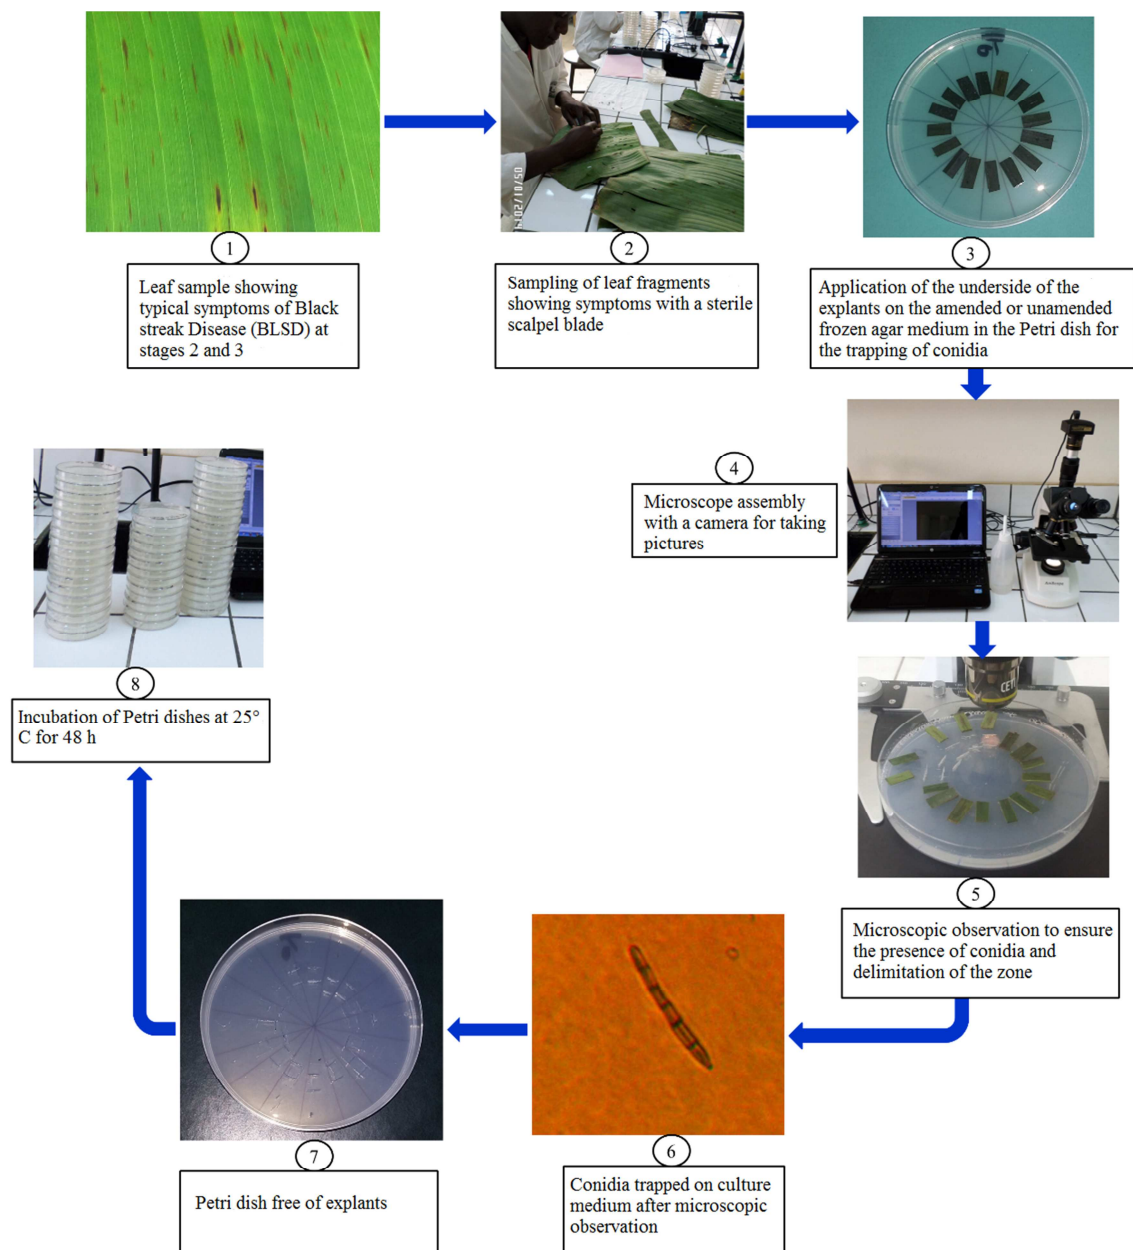 1
Leaf sample showing
typical symptoms of Black
streak Disease (BLSD) at
stages 2 and 3
2
Sampling of leaf fragments
showing symptoms with a sterile
scalpel blade
3
Application of the underside of the
explants on the amended or unamended
frozen agar medium in the Petri dish for
the trapping of conidia
4
Microscope assembly
with a camera for taking
pictures
CETI
5
Microscopic observation to ensure
the presence of conidia and
delimitation of the zone
6
Conidia trapped on culture
medium after microscopic
observation
7
Petri dish free of explants
8
Incubation of Petri dishes at 25°
C for 48 h